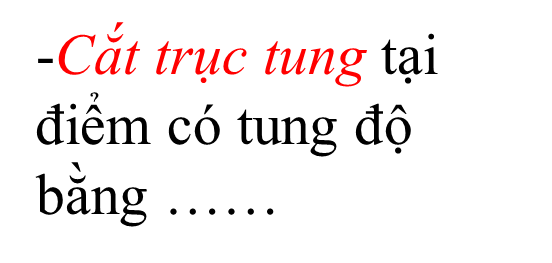 -Cắt trục tung tại
điểm có tung độ
bằng ……